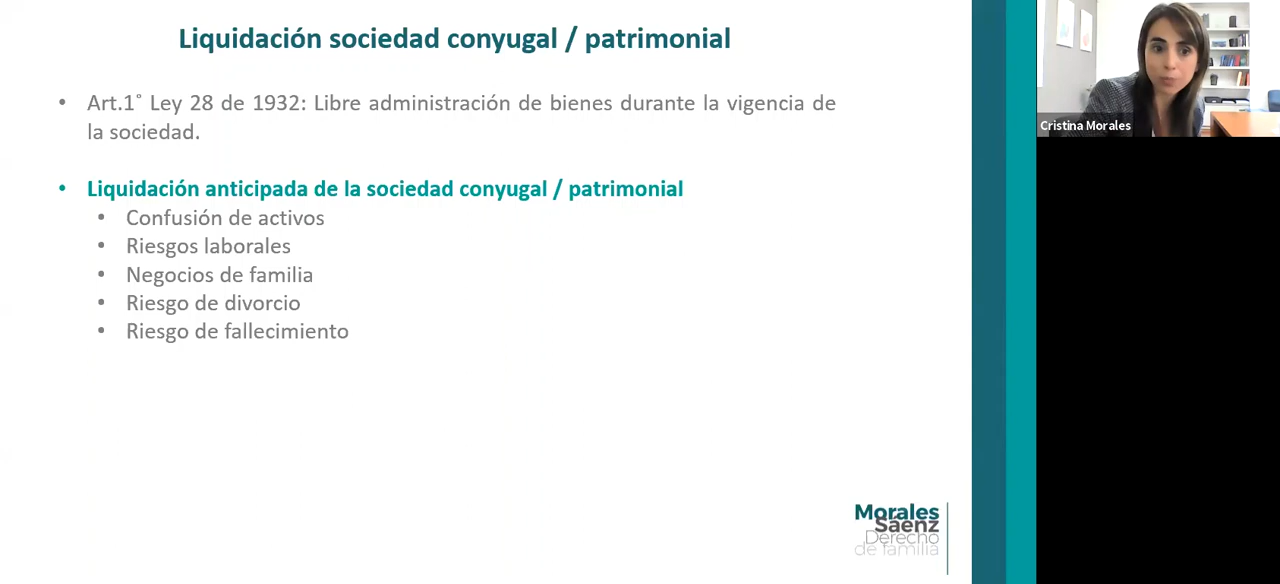 Liquidación sociedad conyugal / patrimonial
• Art.1° Ley 28 de 1932: Libre administración de bienes durante la vigencia de
la sociedad.
• Liquidación anticipada de la sociedad conyugal / patrimonial
• Confusión de activos
• Riesgos laborales
• Negocios de familia
• Riesgo de divorcio
• Riesgo de fallecimiento
Cristina Morales
Morales
Sáenz
Derecho
de familia